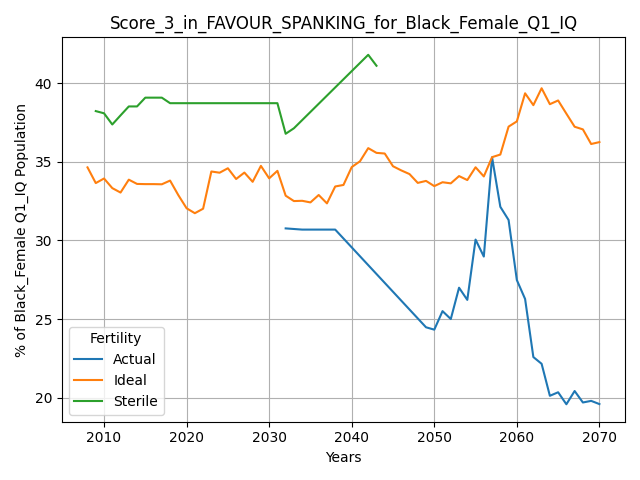 Score_3_in_FAVOUR_SPANKING_for_Black_Female_Q1_IQ
% of Black_Female Q1_IQ Population
40
35
30
25
20
Fertility
Actual
Ideal
Sterile
2010 2020 2030 2040 2050 2060 2070
Years